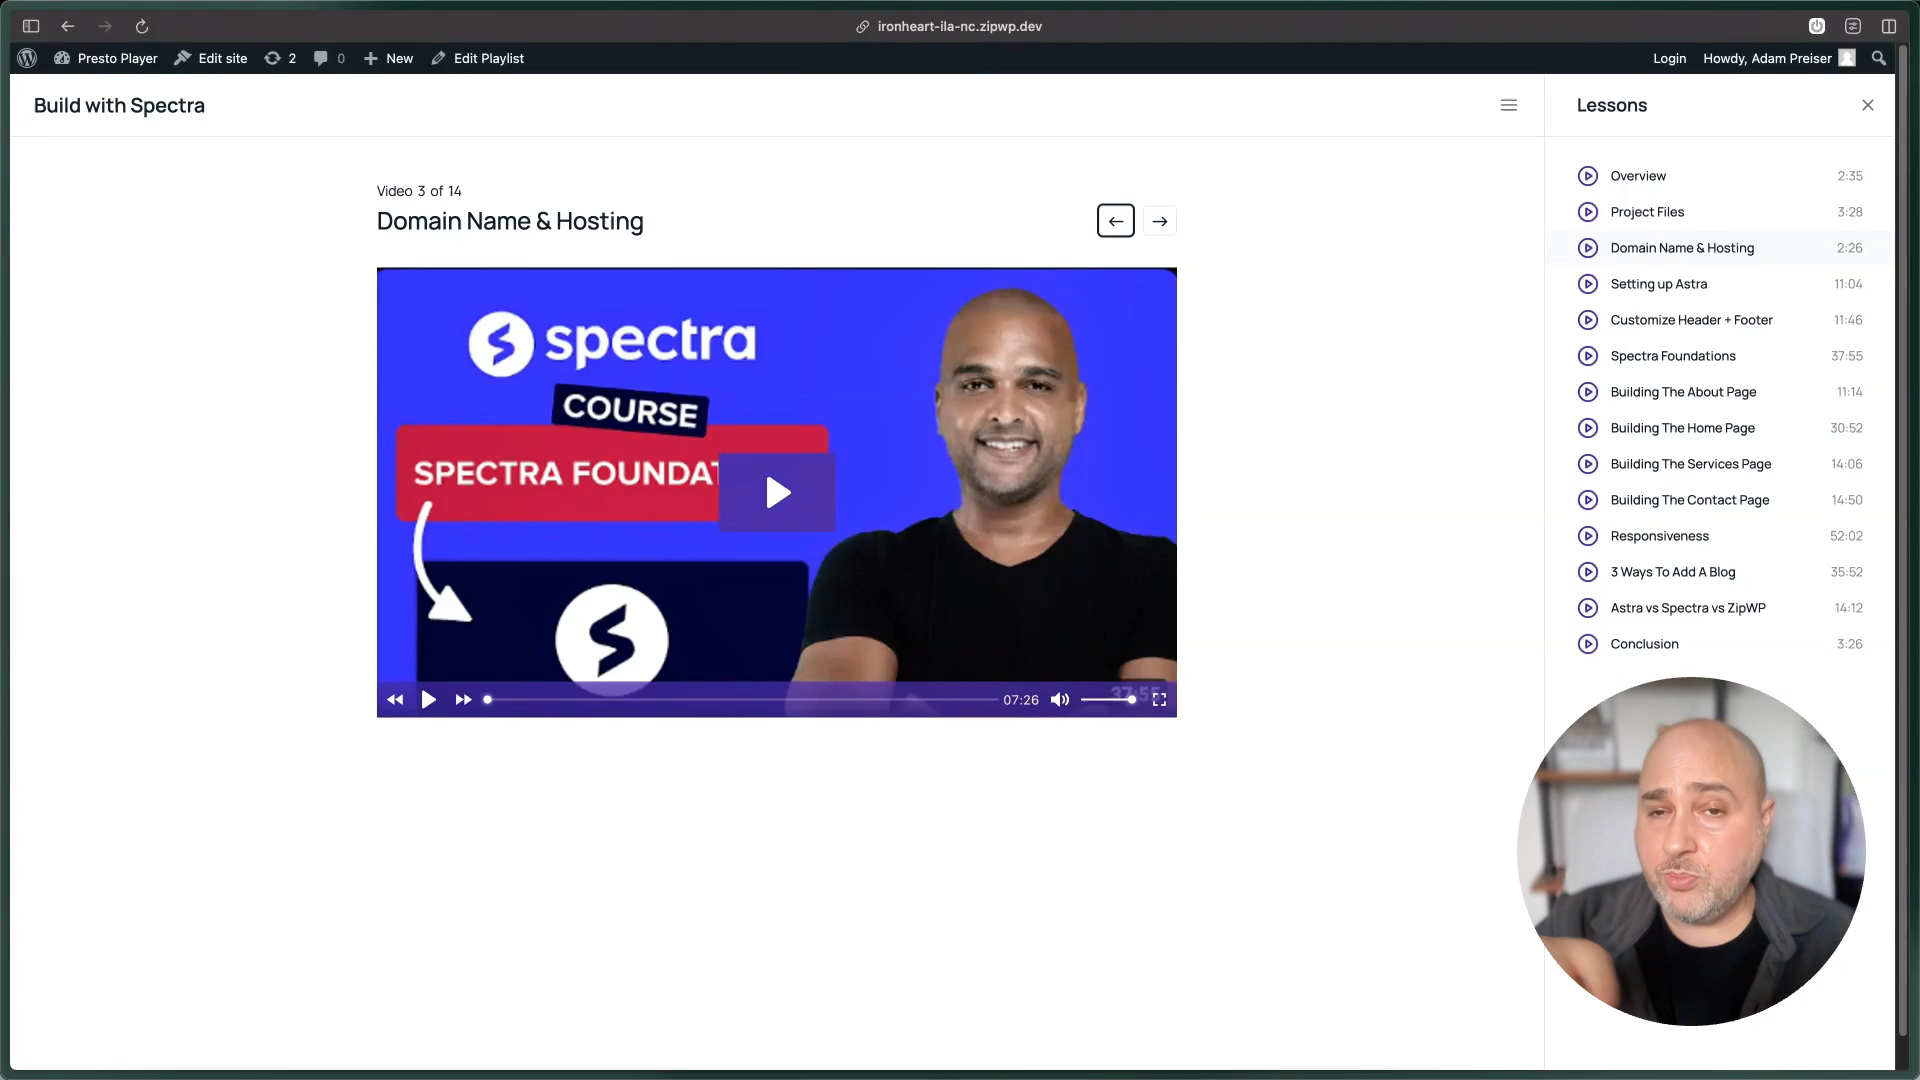 ironheart-ila-nc.zipwp.dev
Presto Player
Edit site
2
0
New
Edit Playlist
Login
Howdy, Adam Preiser
Build with Spectra
Video 3 of 14
Domain Name & Hosting
spectra
COURSE
SPECTRA FOUNDAT
37:55
07:26
Lessons
Overview 2:35
Project Files 3:28
Domain Name & Hosting 2:26
Setting up Astra 11:04
Customize Header + Footer 11:46
Spectra Foundations 37:55
Building The About Page 11:14
Building The Home Page 30:52
Building The Services Page 14:06
Building The Contact Page 14:50
Responsiveness 52:02
3 Ways To Add A Blog 35:52
Astra vs Spectra vs ZipWP 14:12
Conclusion 3:26